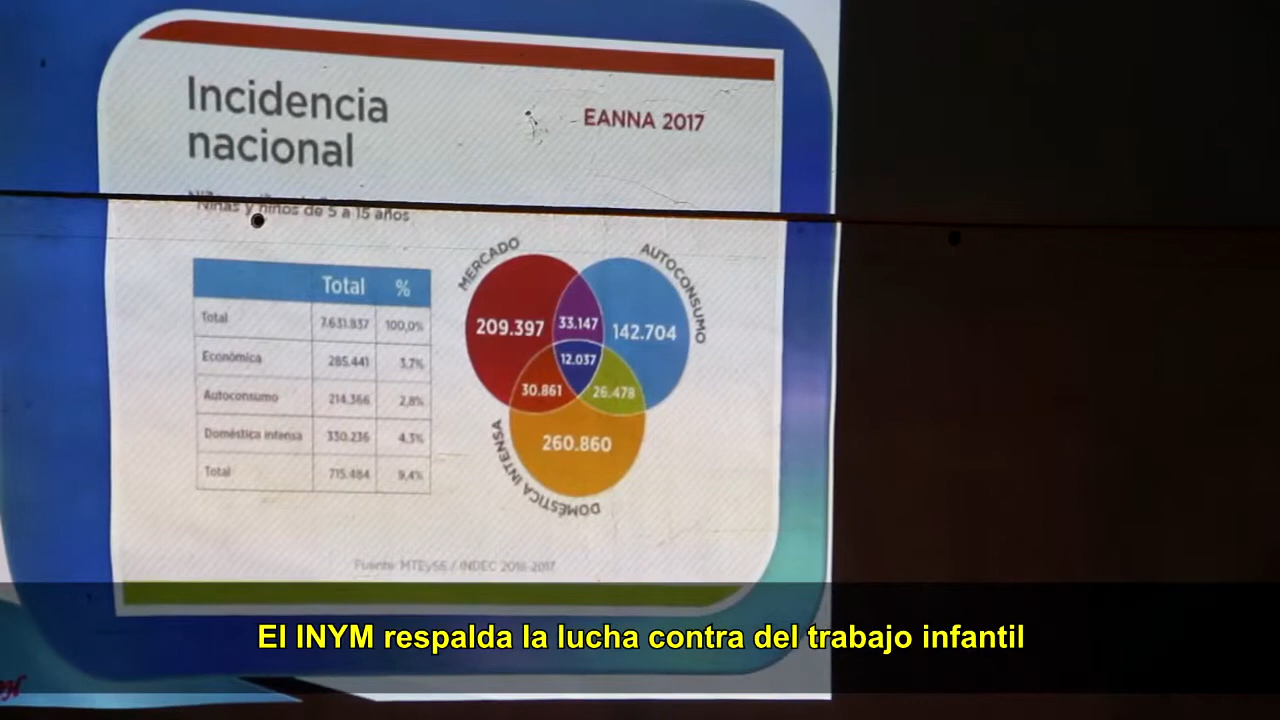 Incidencia
nacional
EANNA 2017
Niñas y niños de 5 a 15 años
Total %
Total 7.631.837 100,0%
Económica 285.441 3,7%
Autoconsumo 214.366 2,8%
Doméstica intensa 330.236 4,3%
Total 715.484 9,4%
MERCADO
AUTOCONSUMO
209.397
33.147
142.704
12.037
30.861
26.478
260.860
DOMÉSTICA INTENSA
Fuente: MTEySS / INDEC 2016-2017
El INYM respalda la lucha contra del trabajo infantil